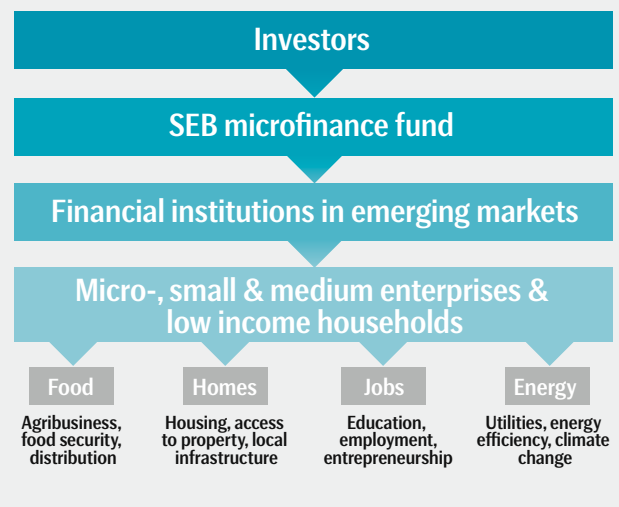 Investors
SEB microfinance fund
Financial institutions in emerging markets
Micro-, small & medium enterprises &
low income households
Food
Agribusiness,
food security,
distribution
Homes
Housing, access
to property, local
infrastructure
Jobs
Education,
employment,
entrepreneurship
Energy
Utilities, energy
efficiency, climate
change